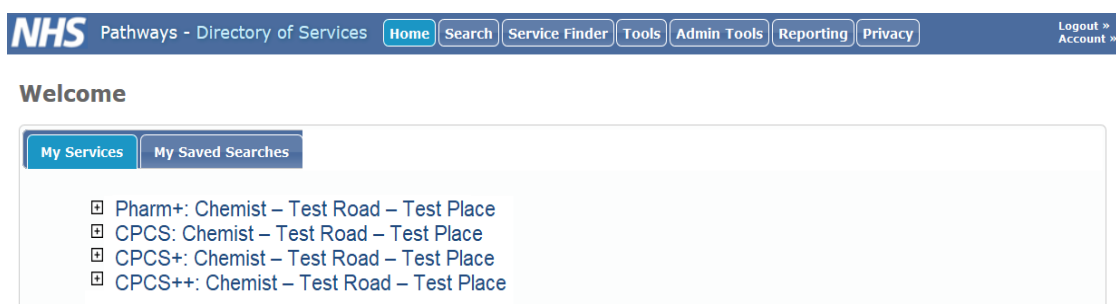 NHS Pathways - Directory of Services Home Search Service Finder Tools Admin Tools Reporting Privacy Logout »
Account »
Welcome
My Services My Saved Searches
Pharm+: Chemist – Test Road – Test Place
CPCS: Chemist – Test Road – Test Place
CPCS+: Chemist – Test Road – Test Place
CPCS++: Chemist – Test Road – Test Place